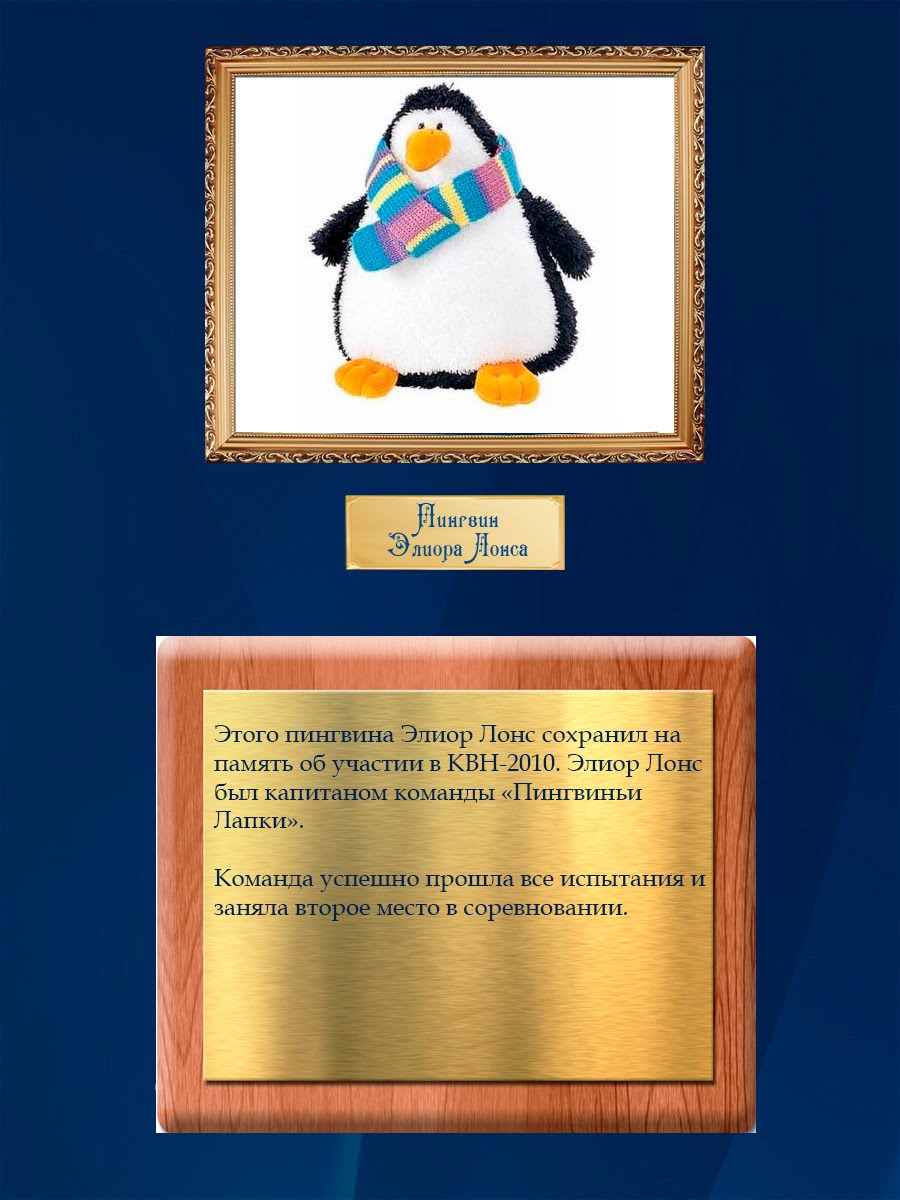 Пингвин
Элиора Лонса
Этого пингвина Элиор Лонс сохранил на
память об участии в КВН-2010. Элиор Лонс
был капитаном команды «Пингвиньи
Лапки».
Команда успешно прошла все испытания и
заняла второе место в соревновании.